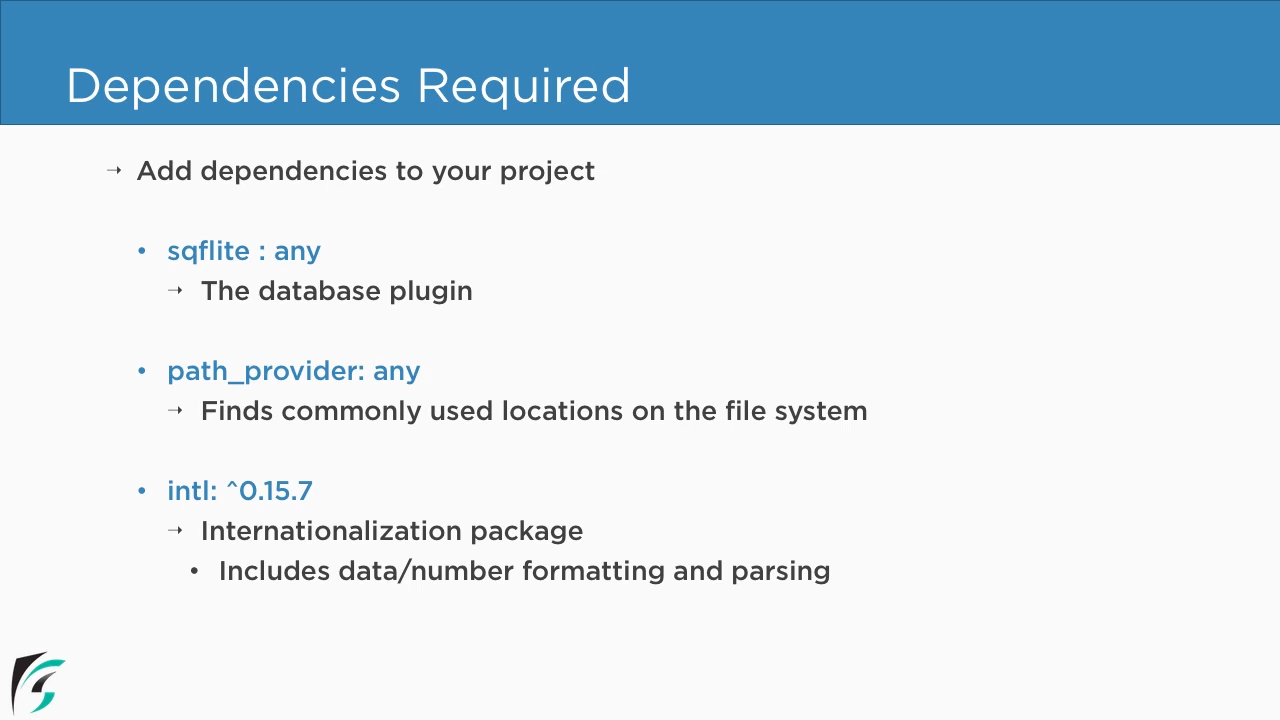 Dependencies Required
→ Add dependencies to your project
• sqflite : any
→ The database plugin
• path_provider: any
→ Finds commonly used locations on the file system
• intl: ^0.15.7
→ Internationalization package
• Includes data/number formatting and parsing